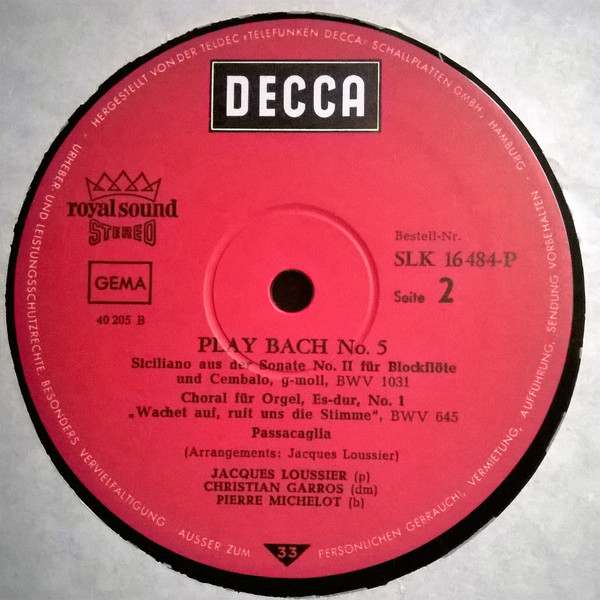 HERGESTELLT VON DER TELDEC »TELEFUNKEN DECCA« SCHALLPLATTEN GMBH, HAMBURG
URHEBER- UND LEISTUNGSSCHUTZRECHTE, BESONDERS VERVIELFÄLTIGUNG AUSSER ZUM PERSÖNLICHEN GEBRAUCH), VERMIETUNG, AUFFÜHRUNG, SENDUNG VORBEHALTEN
DECCA
royal sound
STEREO
GEMA
40 205 B
Bestell-Nr.
SLK 16 484-P
Seite 2
PLAY BACH No. 5
Siciliano aus der Sonate No. II für Blockflöte
und Cembalo, g-moll, BWV 1031
Choral für Orgel, Es-dur, No. 1
„Wachet auf, ruft uns die Stimme“, BWV 645
Passacaglia
(Arrangements: Jacques Loussier)
JACQUES LOUSSIER (p)
CHRISTIAN GARROS (dm)
PIERRE MICHELOT (b)
33